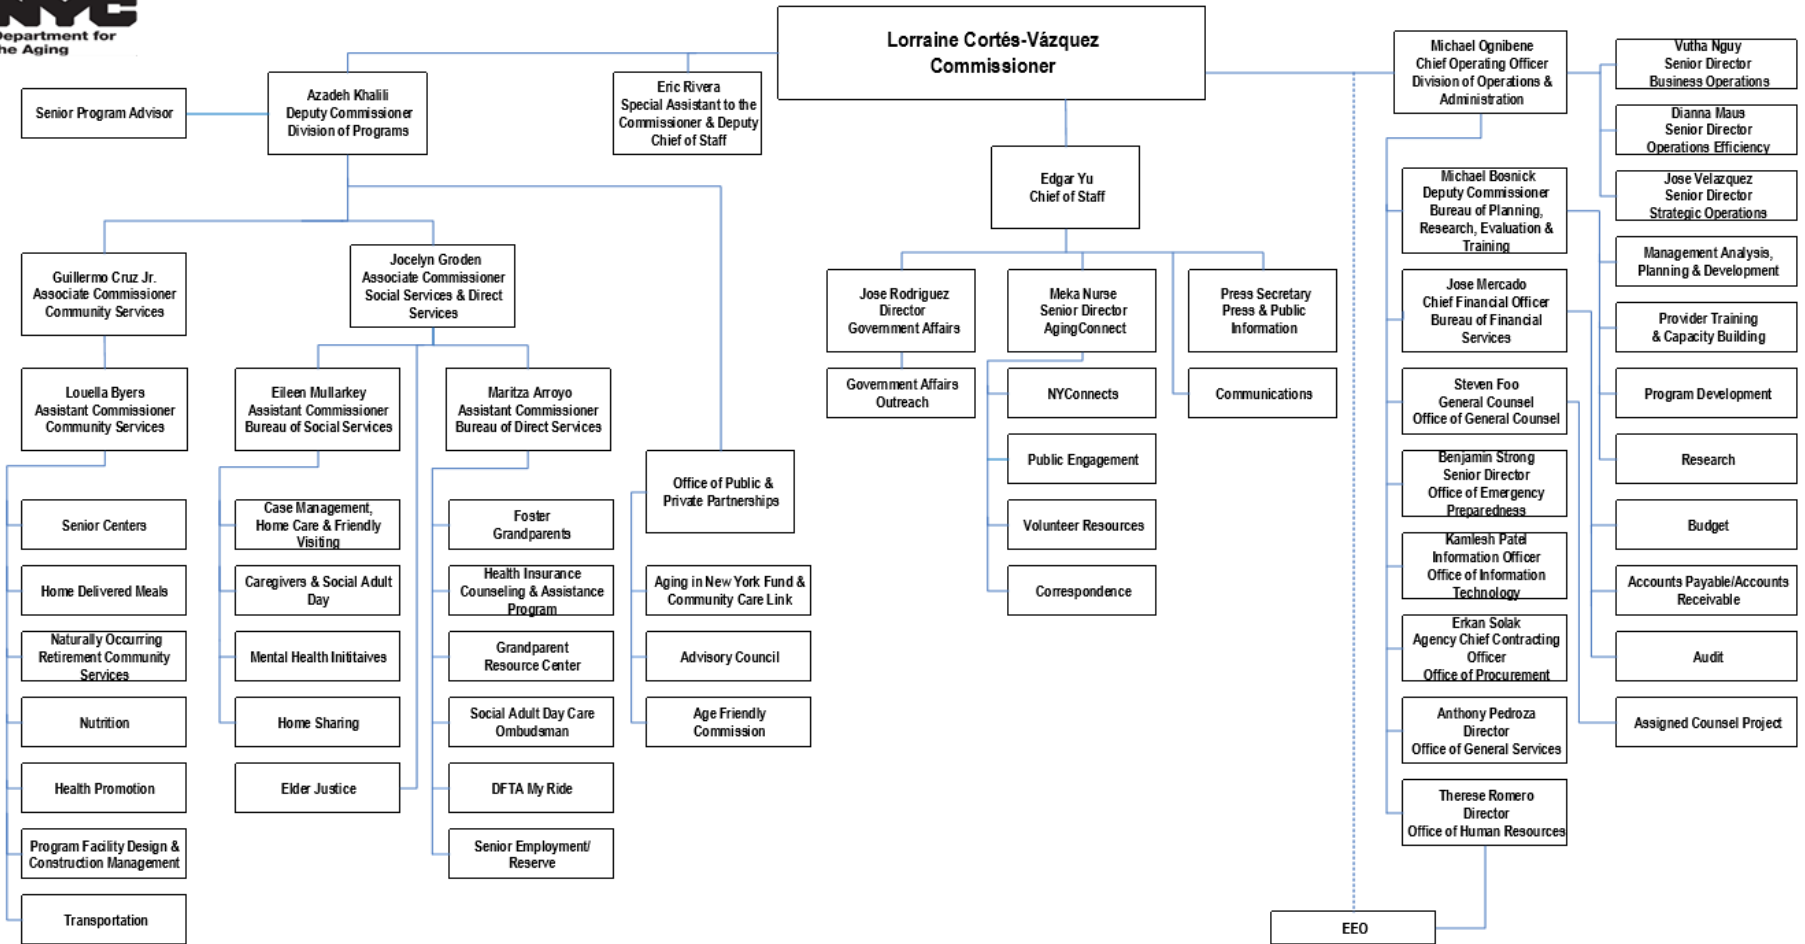 NYC
Department for
the Aging
Lorraine Cortés-Vázquez
Commissioner
Senior Program Advisor
Azadeh Khalili
Deputy Commissioner
Division of Programs
Eric Rivera
Special Assistant to the
Commissioner & Deputy
Chief of Staff
Edgar Yu
Chief of Staff
Michael Ognibene
Chief Operating Officer
Division of Operations &
Administration
Vutha Nguy
Senior Director
Business Operations
Dianna Maus
Senior Director
Operations Efficiency
Jose Velazquez
Senior Director
Strategic Operations
Guillermo Cruz Jr.
Associate Commissioner
Community Services
Jocelyn Groden
Associate Commissioner
Social Services & Direct
Services
Louella Byers
Assistant Commissioner
Community Services
Eileen Mullarkey
Assistant Commissioner
Bureau of Social Services
Maritza Arroyo
Assistant Commissioner
Bureau of Direct Services
Office of Public &
Private Partnerships
Senior Centers
Home Delivered Meals
Naturally Occurring
Retirement Community
Services
Nutrition
Health Promotion
Program Facility Design &
Construction Management
Transportation
Case Management,
Home Care & Friendly
Visiting
Caregivers & Social Adult
Day
Mental Health Inititaives
Home Sharing
Elder Justice
Foster
Grandparents
Health Insurance
Counseling & Assistance
Program
Grandparent
Resource Center
Social Adult Day Care
Ombudsman
DFTA My Ride
Senior Employment/
Reserve
Aging in New York Fund &
Community Care Link
Advisory Council
Age Friendly
Commission
Jose Rodriguez
Director
Government Affairs
Government Affairs
Outreach
Meka Nurse
Senior Director
AgingConnect
NYConnects
Public Engagement
Volunteer Resources
Correspondence
Press Secretary
Press & Public
Information
Communications
Michael Bosnick
Deputy Commissioner
Bureau of Planning,
Research, Evaluation &
Training
Jose Mercado
Chief Financial Officer
Bureau of Financial
Services
Steven Foo
General Counsel
Office of General Counsel
Benjamin Strong
Senior Director
Office of Emergency
Preparedness
Kamlesh Patel
Information Officer
Office of Information
Technology
Erkan Solak
Agency Chief Contracting
Officer
Office of Procurement
Anthony Pedroza
Director
Office of General Services
Therese Romero
Director
Office of Human Resources
Management Analysis,
Planning & Development
Provider Training
& Capacity Building
Program Development
Research
Budget
Accounts Payable/Accounts
Receivable
Audit
Assigned Counsel Project
EEO